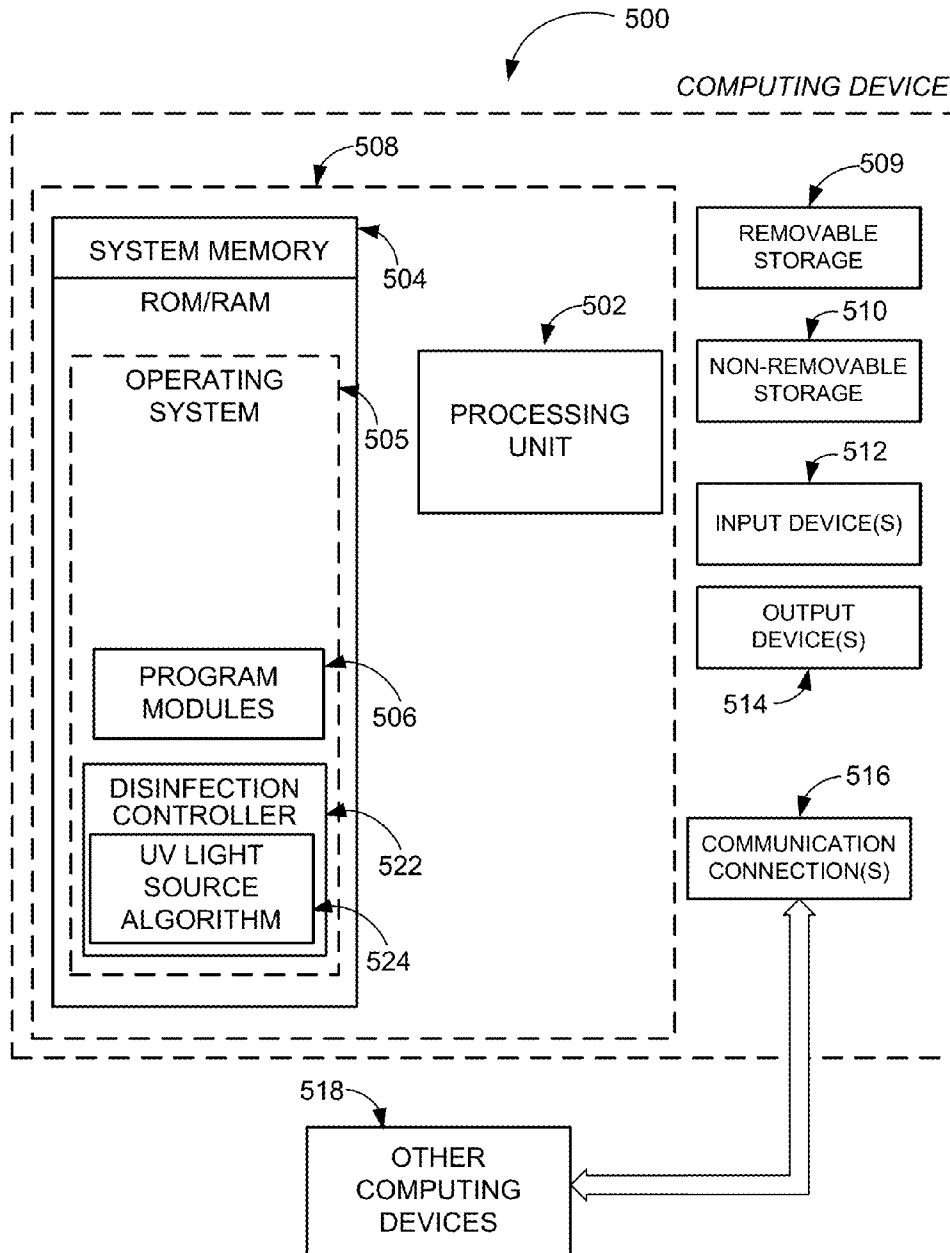 500
COMPUTING DEVICE
508
509
SYSTEM MEMORY
504
REMOVABLE
STORAGE
ROM/RAM
502
510
OPERATING
SYSTEM
505
PROCESSING
UNIT
NON-REMOVABLE
STORAGE
512
INPUT DEVICE(S)
OUTPUT
DEVICE(S)
514
PROGRAM
MODULES
506
DISINFECTION
CONTROLLER
522
UV LIGHT
SOURCE
ALGORITHM
524
516
COMMUNICATION
CONNECTION(S)
518
OTHER
COMPUTING
DEVICES